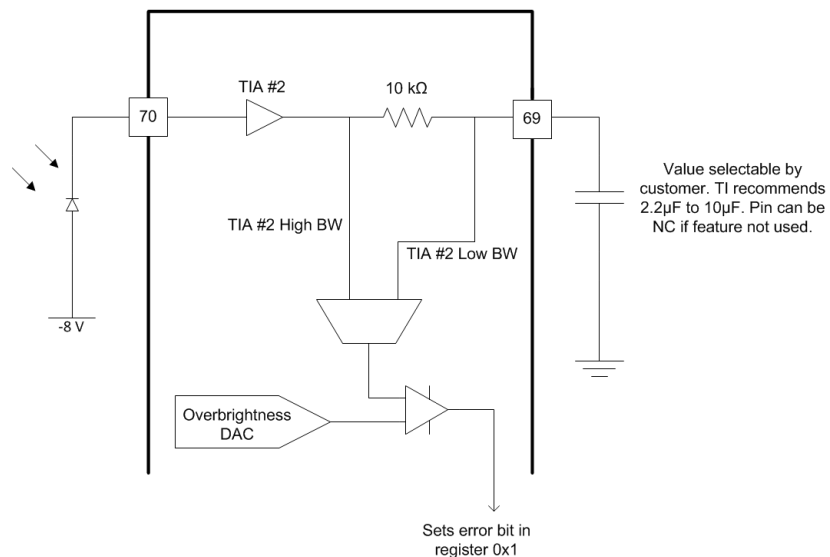 TIA #2
10 kΩ
70
69
Value selectable by
customer. TI recommends
2.2µF to 10µF. Pin can be
NC if feature not used.
TIA #2 High BW
TIA #2 Low BW
-8 V
Overbrightness
DAC
Sets error bit in
register 0x1